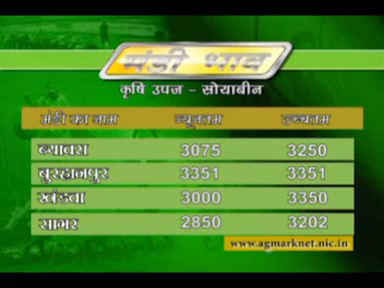 मंडी भाव
कृषि उपज - सोयाबीन
मंडी का नाम न्यूनतम उच्चतम
ब्यावरा 3075 3250
बुरहानपुर 3351 3351
खंडवा 3000 3350
सागर 2850 3202
www.agmarknet.nic.in